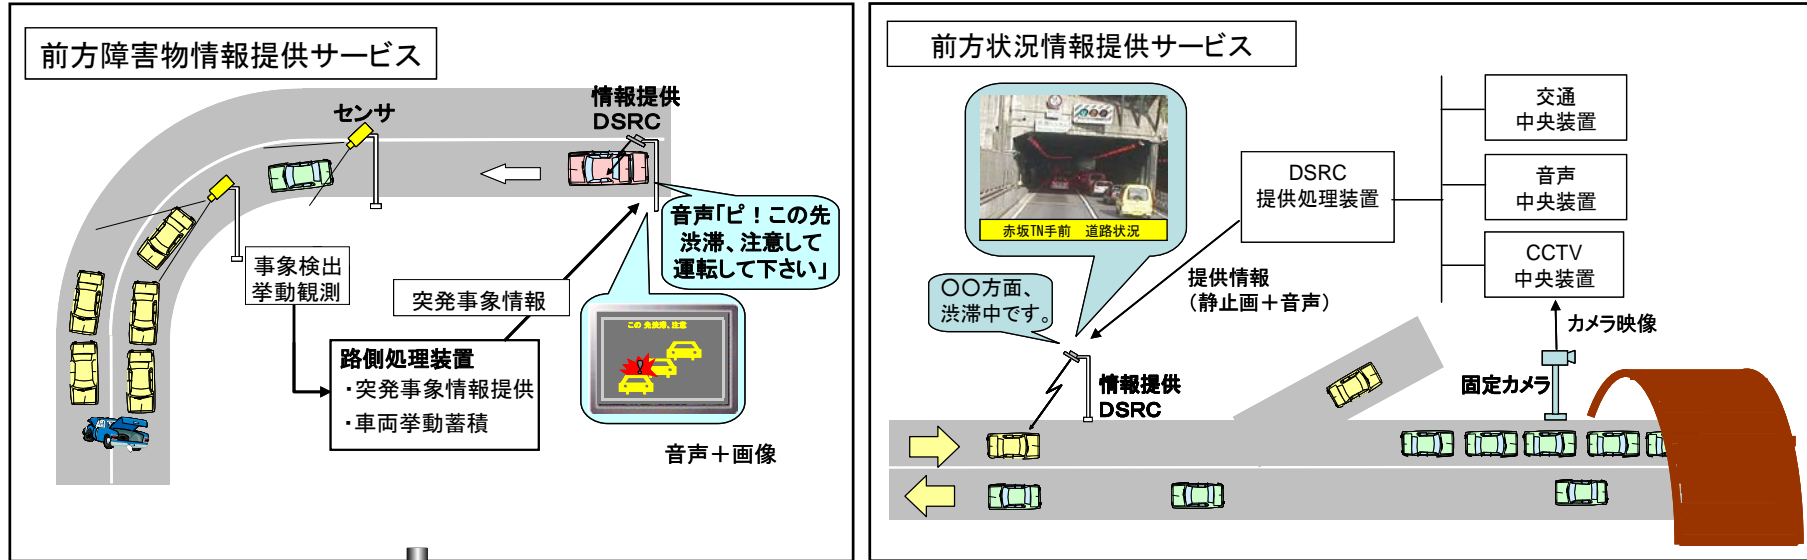 前方障害物情報提供サービス
センサ
情報提供
DSRC
音声「ピ！この先
渋滞、注意して
運転して下さい」
事象検出
挙動観測
突発事象情報
この 先渋滞、注意
!
路側処理装置
・突発事象情報提供
・車両挙動蓄積
音声＋画像
前方状況情報提供サービス
赤坂TN手前　道路状況
〇〇方面、
渋滞中です。
DSRC
提供処理装置
交通
中央装置
音声
中央装置
CCTV
中央装置
提供情報
（静止画＋音声）
カメラ映像
固定カメラ
情報提供
DSRC